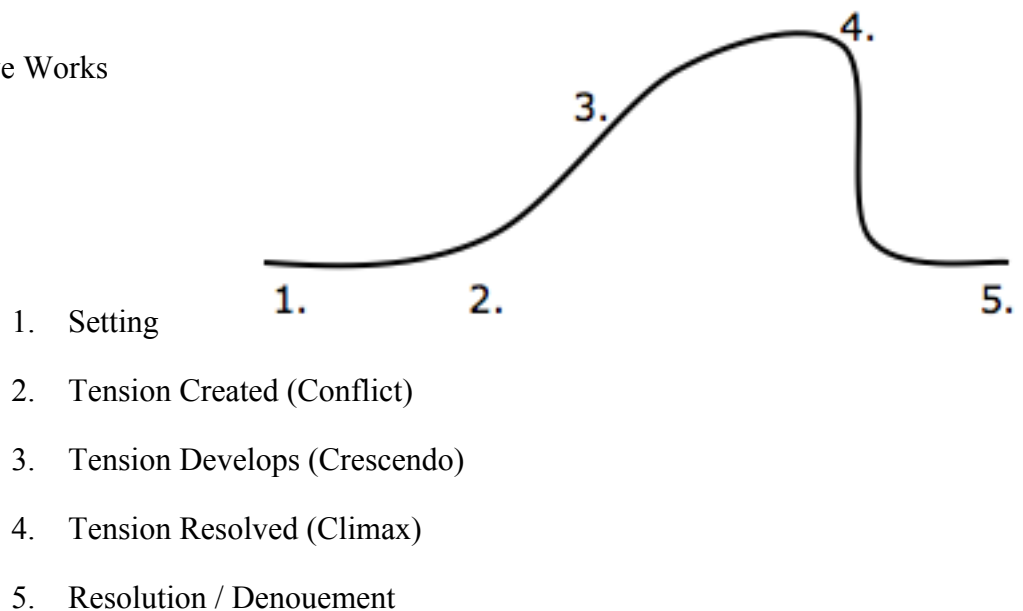 4.
Works
3.
1. 2. 5.
1. Setting
2. Tension Created (Conflict)
3. Tension Develops (Crescendo)
4. Tension Resolved (Climax)
5. Resolution / Denouement